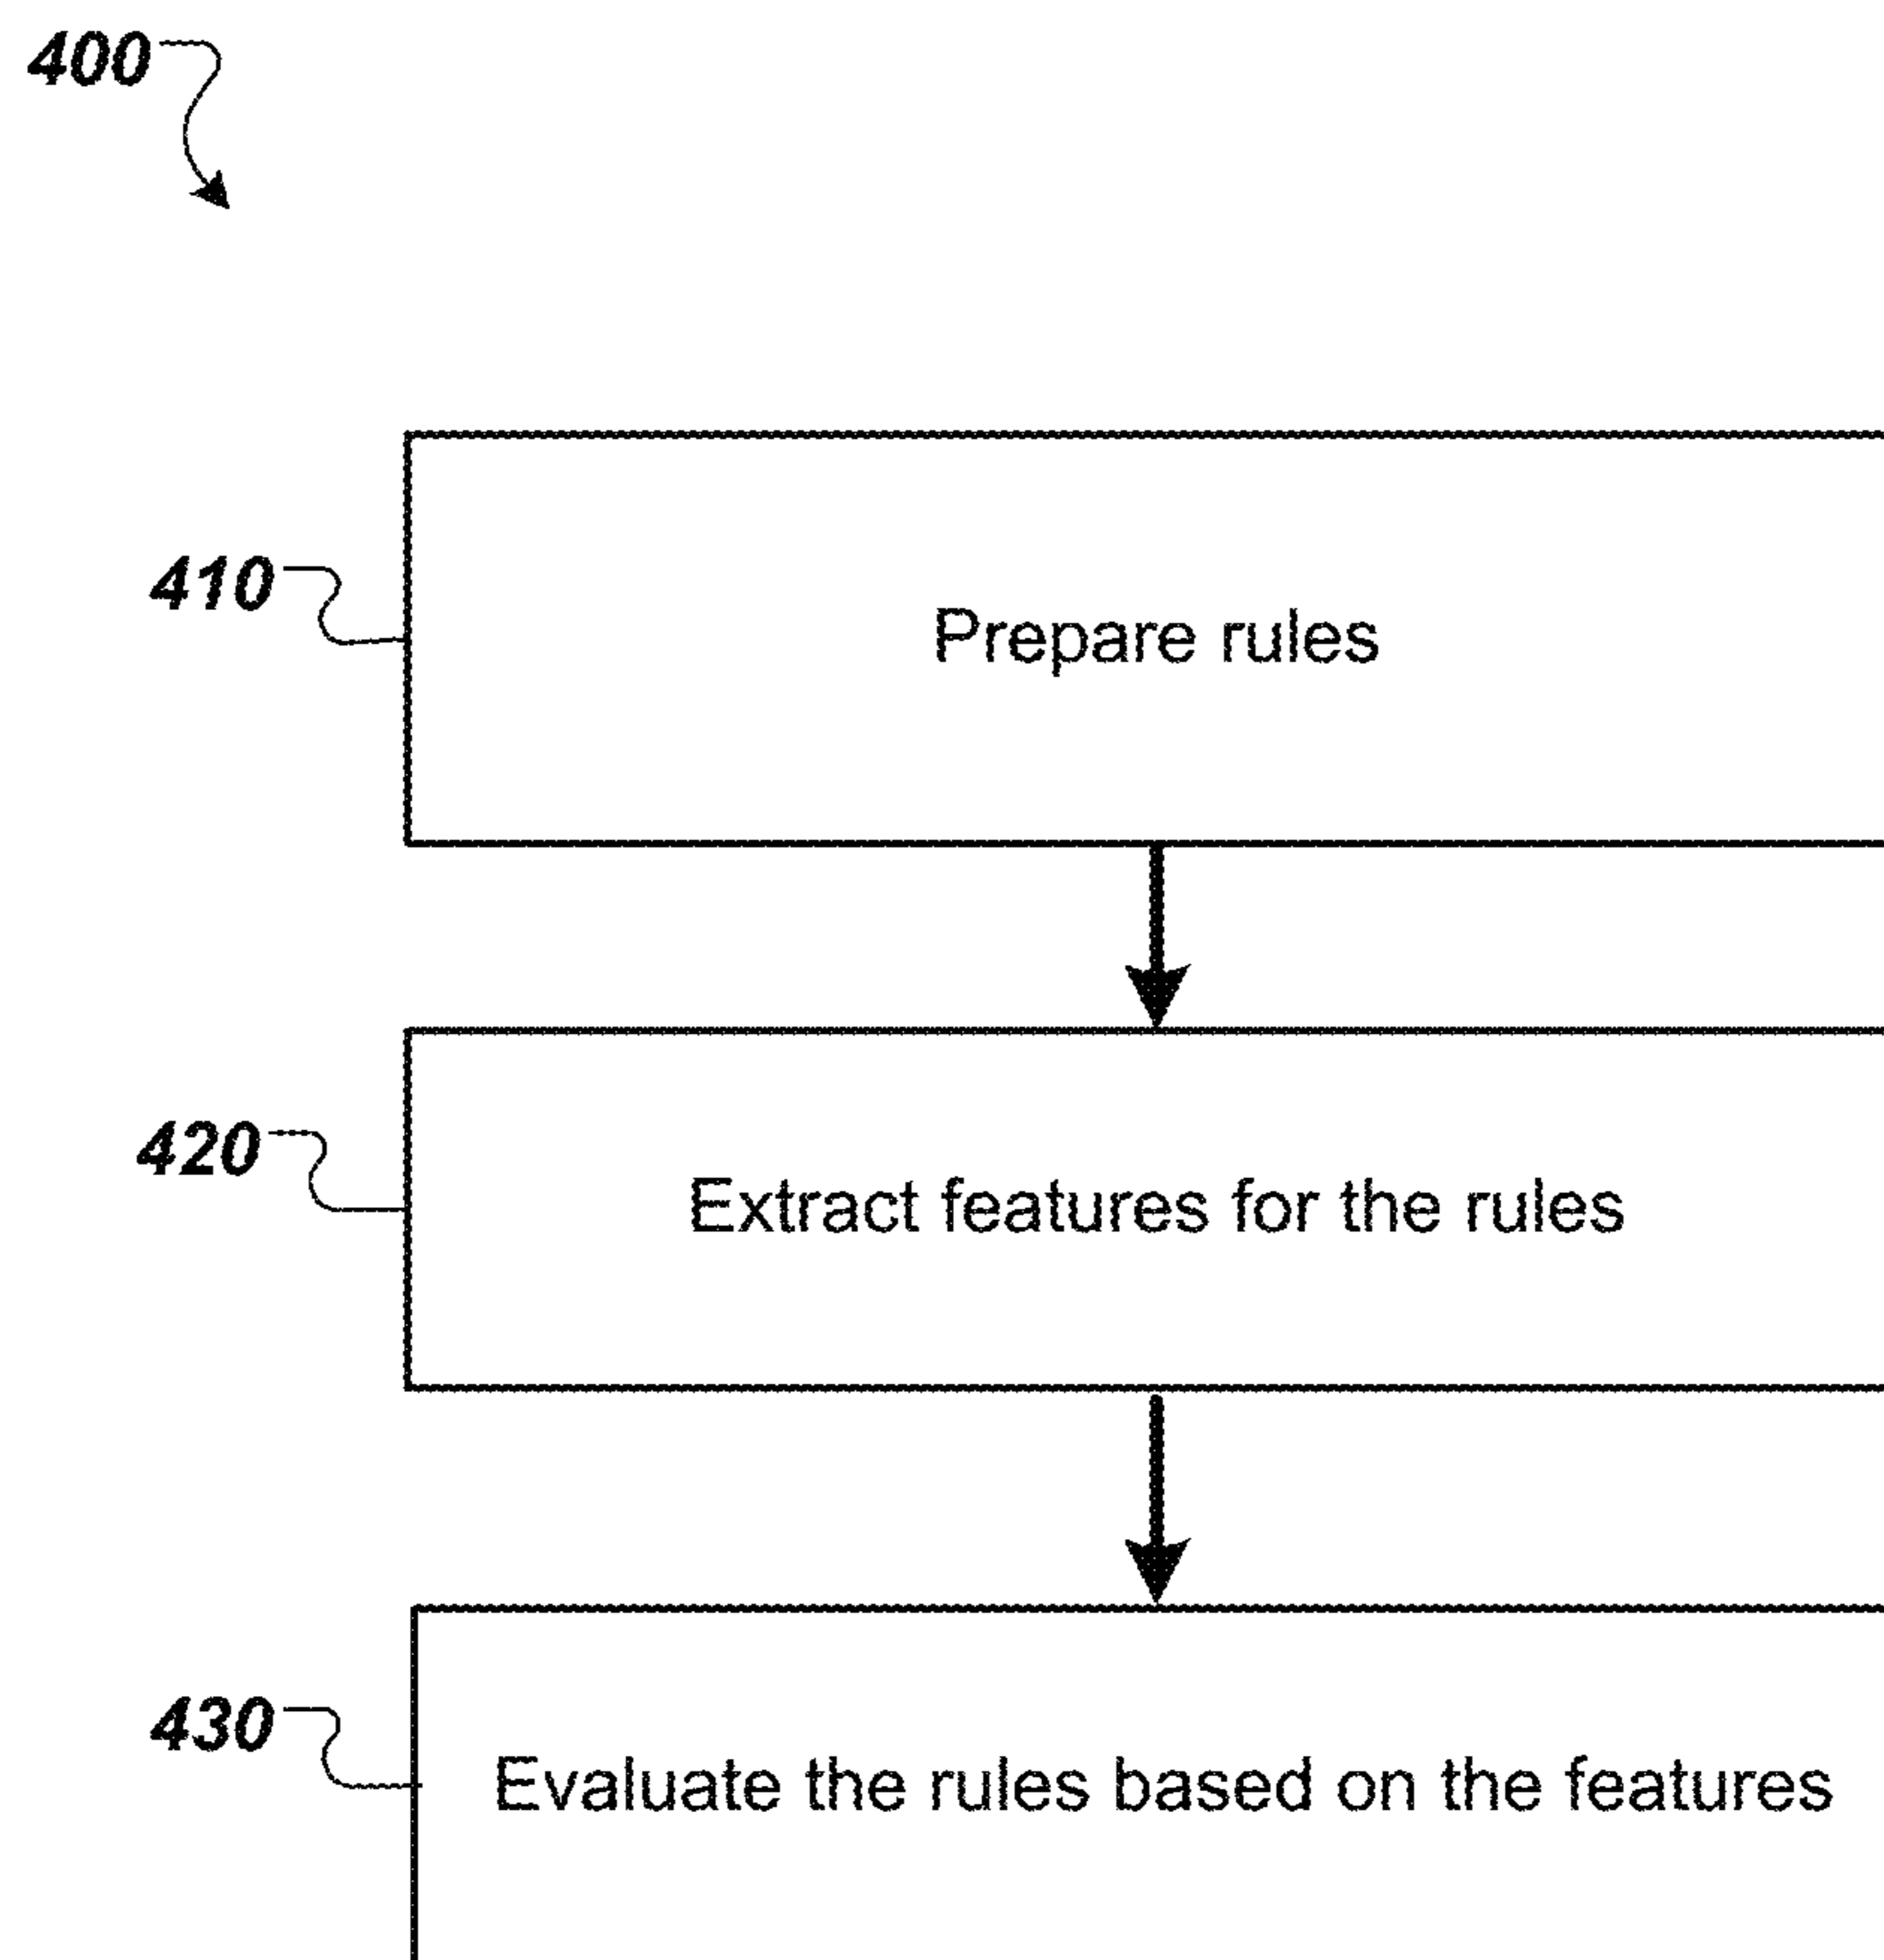 400
410
Prepare rules
420
Extract features for the rules
430
Evaluate the rules based on the features